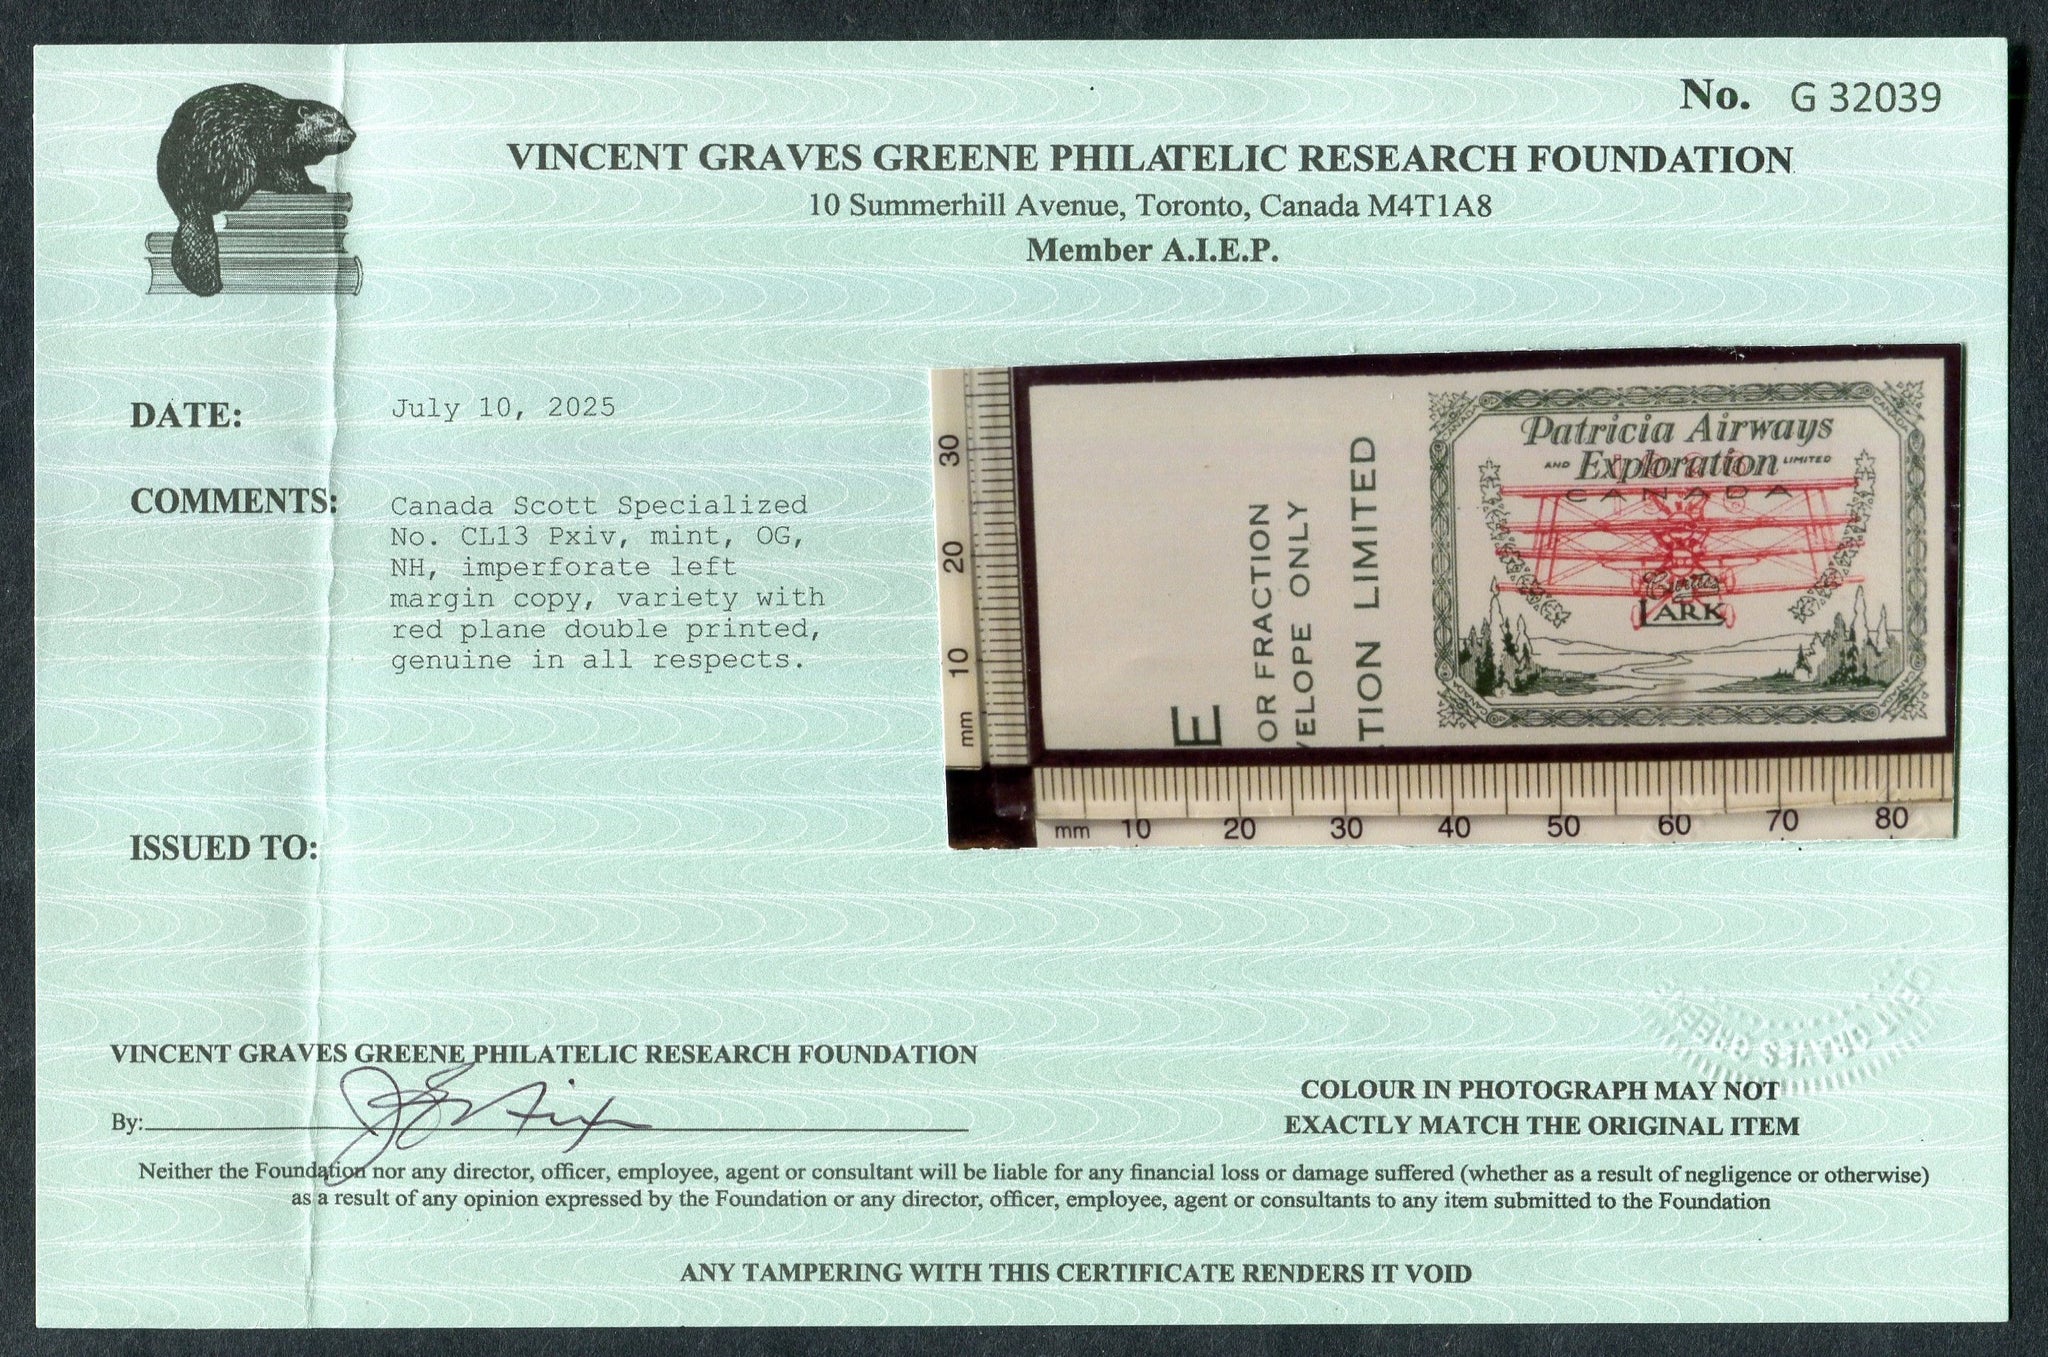 No. G 32039
VINCENT GRAVES GREENE PHILATELIC RESEARCH FOUNDATION
10 Summerhill Avenue, Toronto, Canada M4T1A8
Member A.I.E.P.
DATE: July 10, 2025
COMMENTS: Canada Scott Specialized
No. CL13 Pxiv, mint, OG,
NH, imperforate left
margin copy, variety with
red plane double printed,
genuine in all respects.
30
20
10
mm
E
OR FRACTION
VELOPE ONLY
TION LIMITED
CANADA
CANADA
Patricia Airways
AND Exploration LIMITED
CANADA
LARK
CANADA
mm 10 20 30 40 50 60 70 80
ISSUED TO:
CENT GRAVES GREENE
VINCENT GRAVES GREENE PHILATELIC RESEARCH FOUNDATION
By:
COLOUR IN PHOTOGRAPH MAY NOT
EXACTLY MATCH THE ORIGINAL ITEM
Neither the Foundation nor any director, officer, employee, agent or consultant will be liable for any financial loss or damage suffered (whether as a result of negligence or otherwise)
as a result of any opinion expressed by the Foundation or any director, officer, employee, agent or consultants to any item submitted to the Foundation
ANY TAMPERING WITH THIS CERTIFICATE RENDERS IT VOID